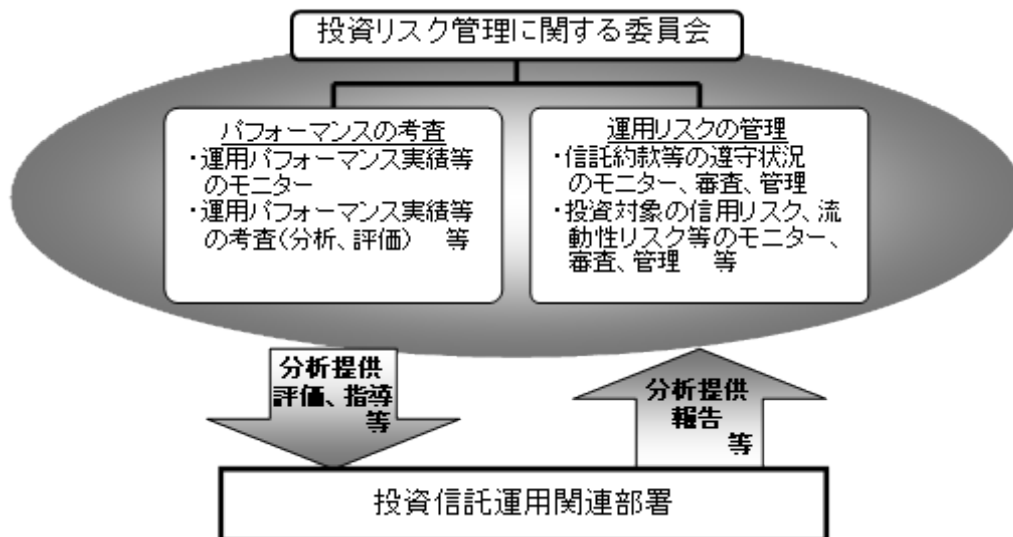 投資リスク管理に関する委員会
パフォーマンスの考査
・運用パフォーマンス実績等
のモニター
・運用パフォーマンス実績等
の考査(分析、評価)　等
運用リスクの管理
・信託約款等の遵守状況
のモニター、審査、管理
・投資対象の信用リスク、流
動性リスク等のモニター、
審査、管理　等
分析提供
評価、指導
等
分析提供
報告
等
投資信託運用関連部署